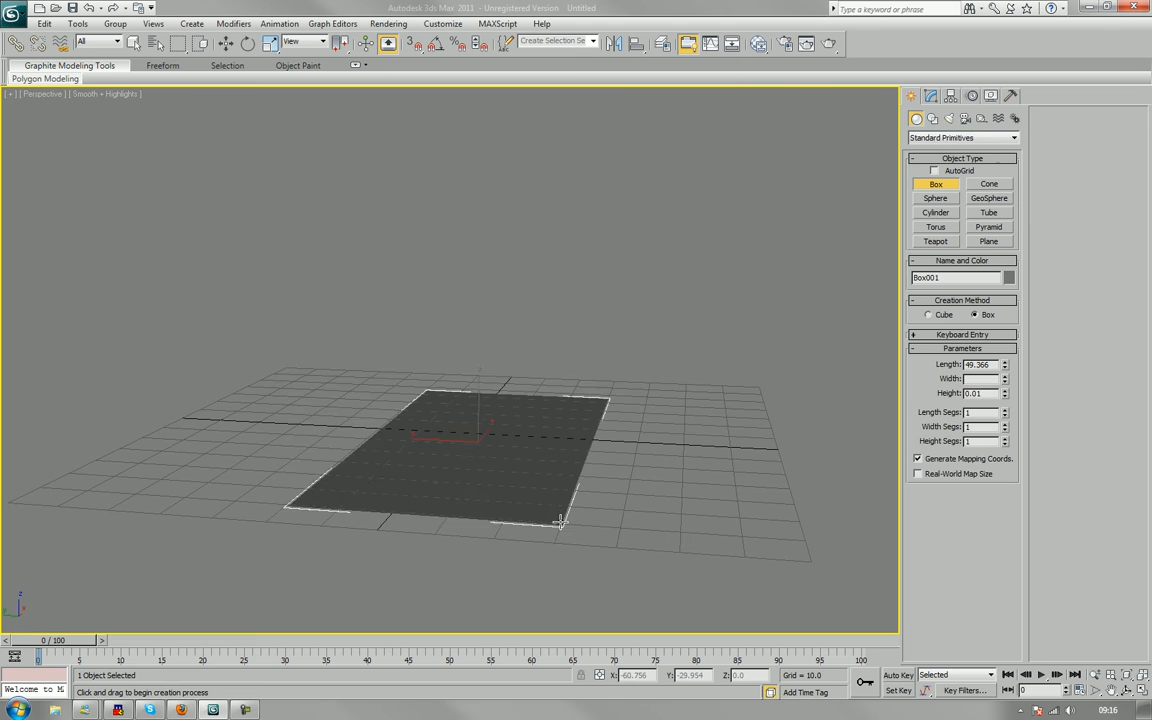 Autodesk 3ds Max 2011 - Unregistered Version Untitled
Type a keyword or phrase
Edit Tools Group Views Create Modifiers Animation Graph Editors Rendering Customize MAXScript Help
All View Create Selection Se
Graphite Modeling Tools Freeform Selection Object Paint
Polygon Modeling
[ + ] [ Perspective ] [ Smooth + Highlights ]
Standard Primitives
- Object Type
AutoGrid
Box Cone
Sphere GeoSphere
Cylinder Tube
Torus Pyramid
Teapot Plane
- Name and Color
Box001
- Creation Method
Cube Box
+ Keyboard Entry
- Parameters
Length: 49.366
Width:
Height: 0.01
Length Segs: 1
Width Segs: 1
Height Segs: 1
Generate Mapping Coords.
Real-World Map Size
z
< 0 / 100 >
0 5 10 15 20 25 30 35 40 45 50 55 60 65 70 75 80 85 90 95 100
1 Object Selected X: -60.756 Y: -29.954 Z: 0.0 Grid = 10.0 Auto Key Selected
Welcome to M Click and drag to begin creation process Add Time Tag Set Key Key Filters... 0
09:16